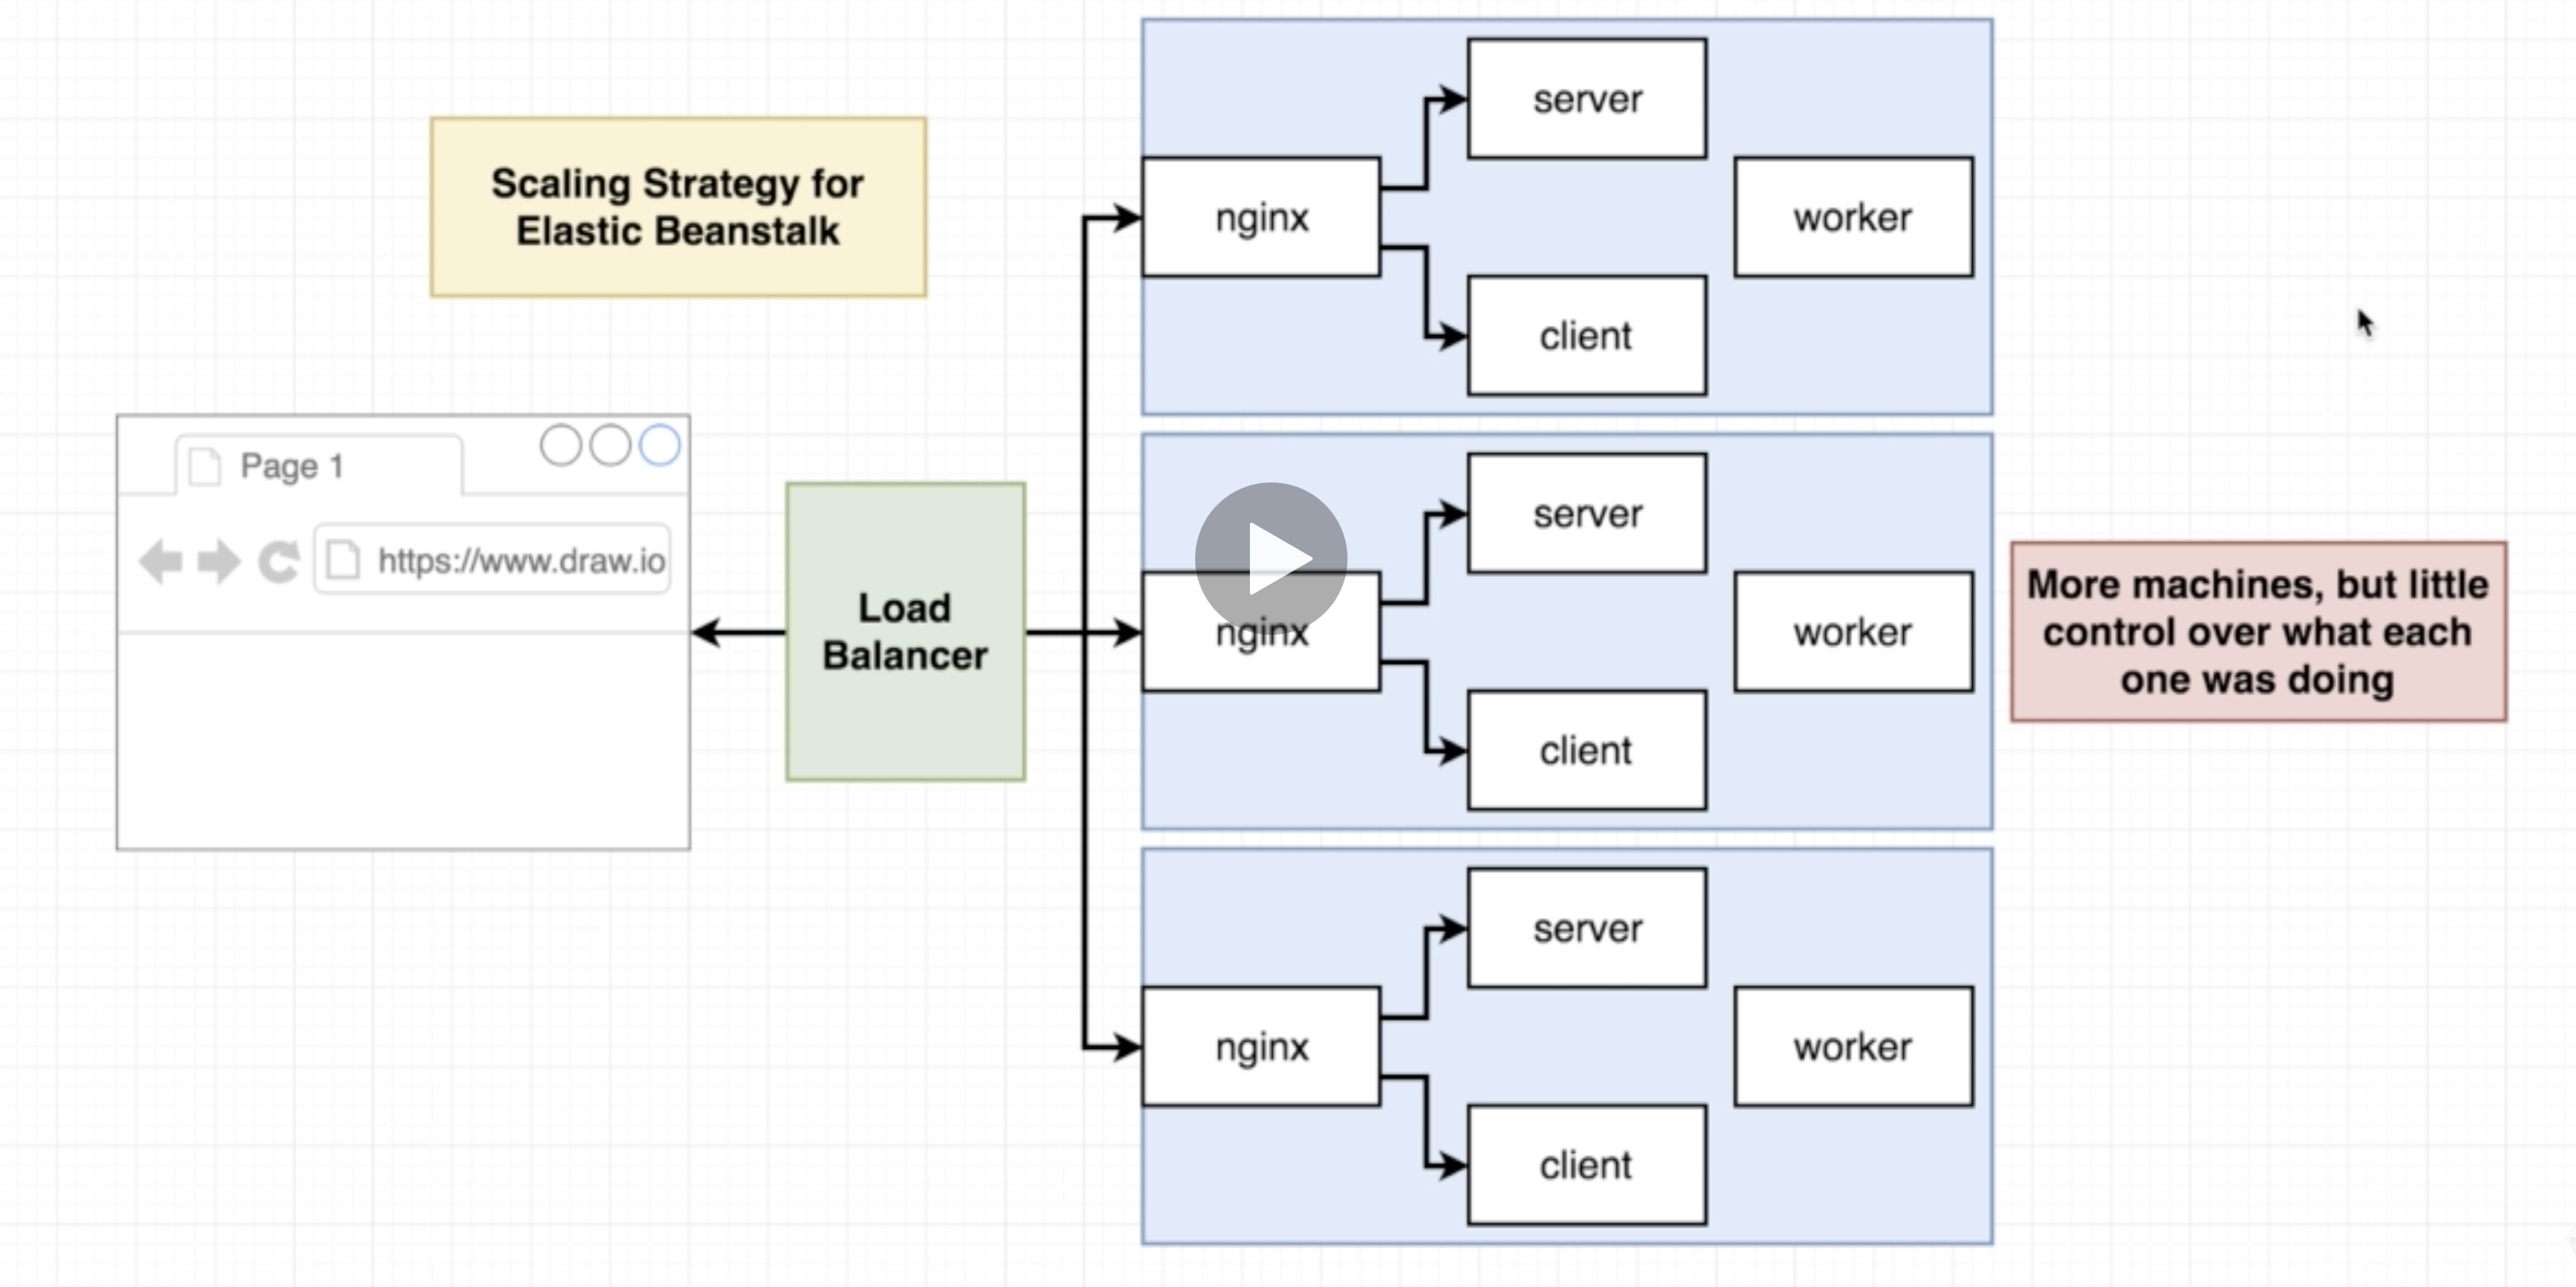 Scaling Strategy for
Elastic Beanstalk
Page 1
https://www.draw.io
Load
Balancer
server
nginx
worker
client
server
nginx
worker
client
server
nginx
worker
client
More machines, but little
control over what each
one was doing